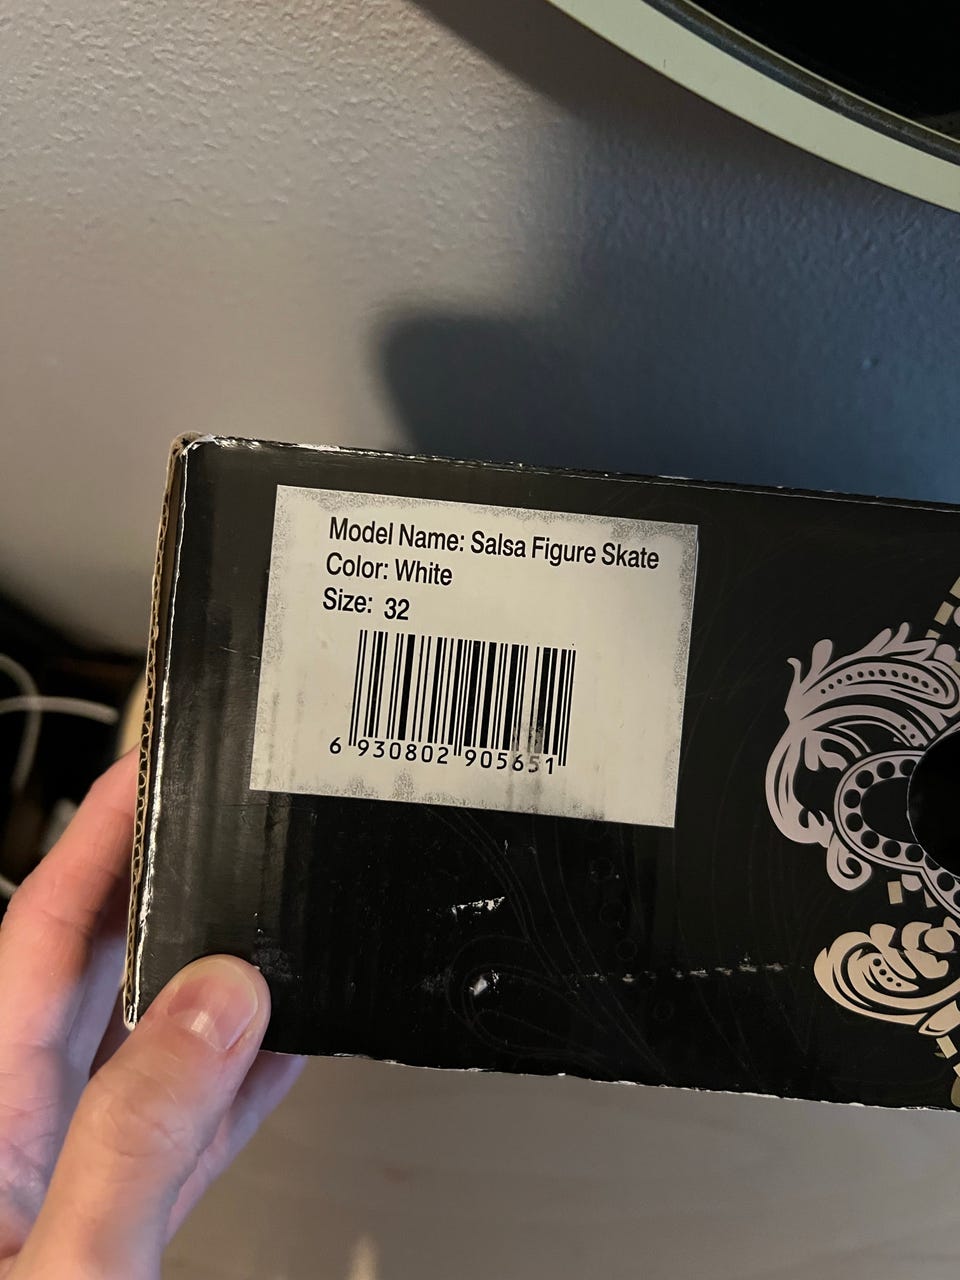 Model Name: Salsa Figure Skate
Color: White
Size: 32
6 930802 905651